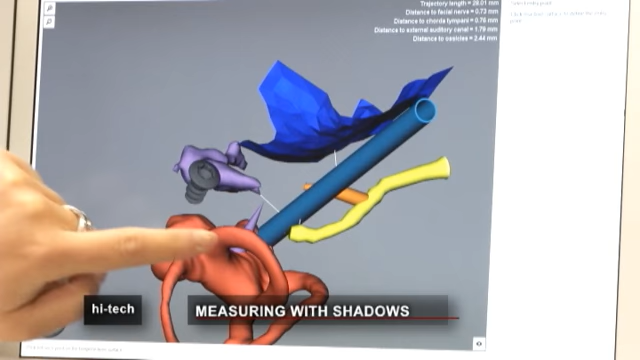 Trajectory length = 28.01 mm
Distance to facial nerve = 0.73 mm
Distance to chorda tympani = 0.76 mm
Distance to external auditory canal = 1.79 mm
Distance to ossicles = 2.44 mm
hi-tech
MEASURING WITH SHADOWS